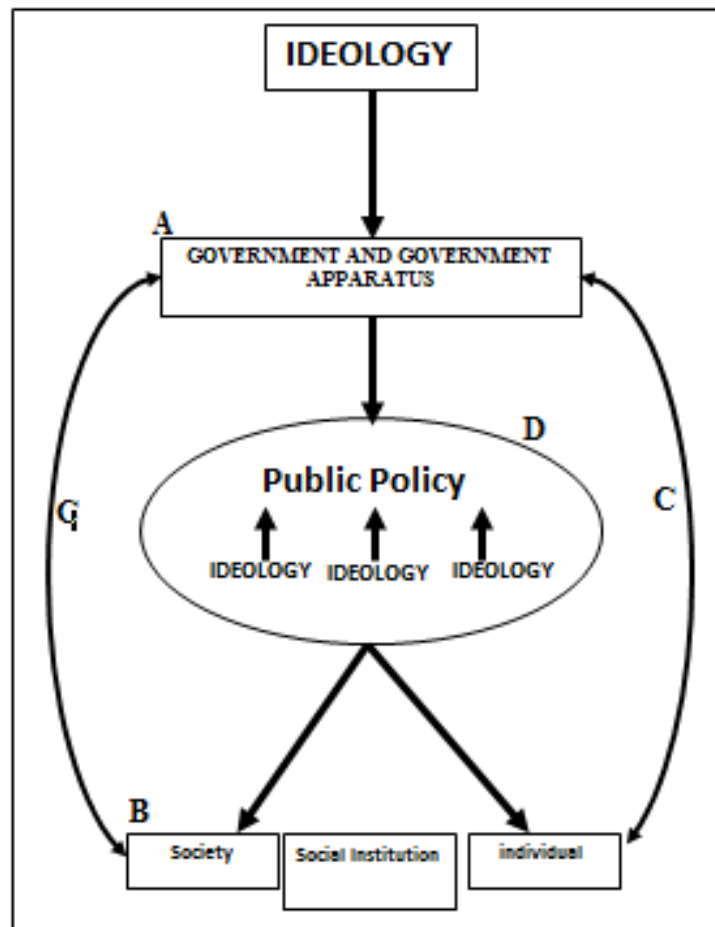 IDEOLOGY
A
GOVERNMENT AND GOVERNMENT
APPARATUS
D
Public Policy
C
IDEOLOGY IDEOLOGY IDEOLOGY
B
Society
Social Institution
individual